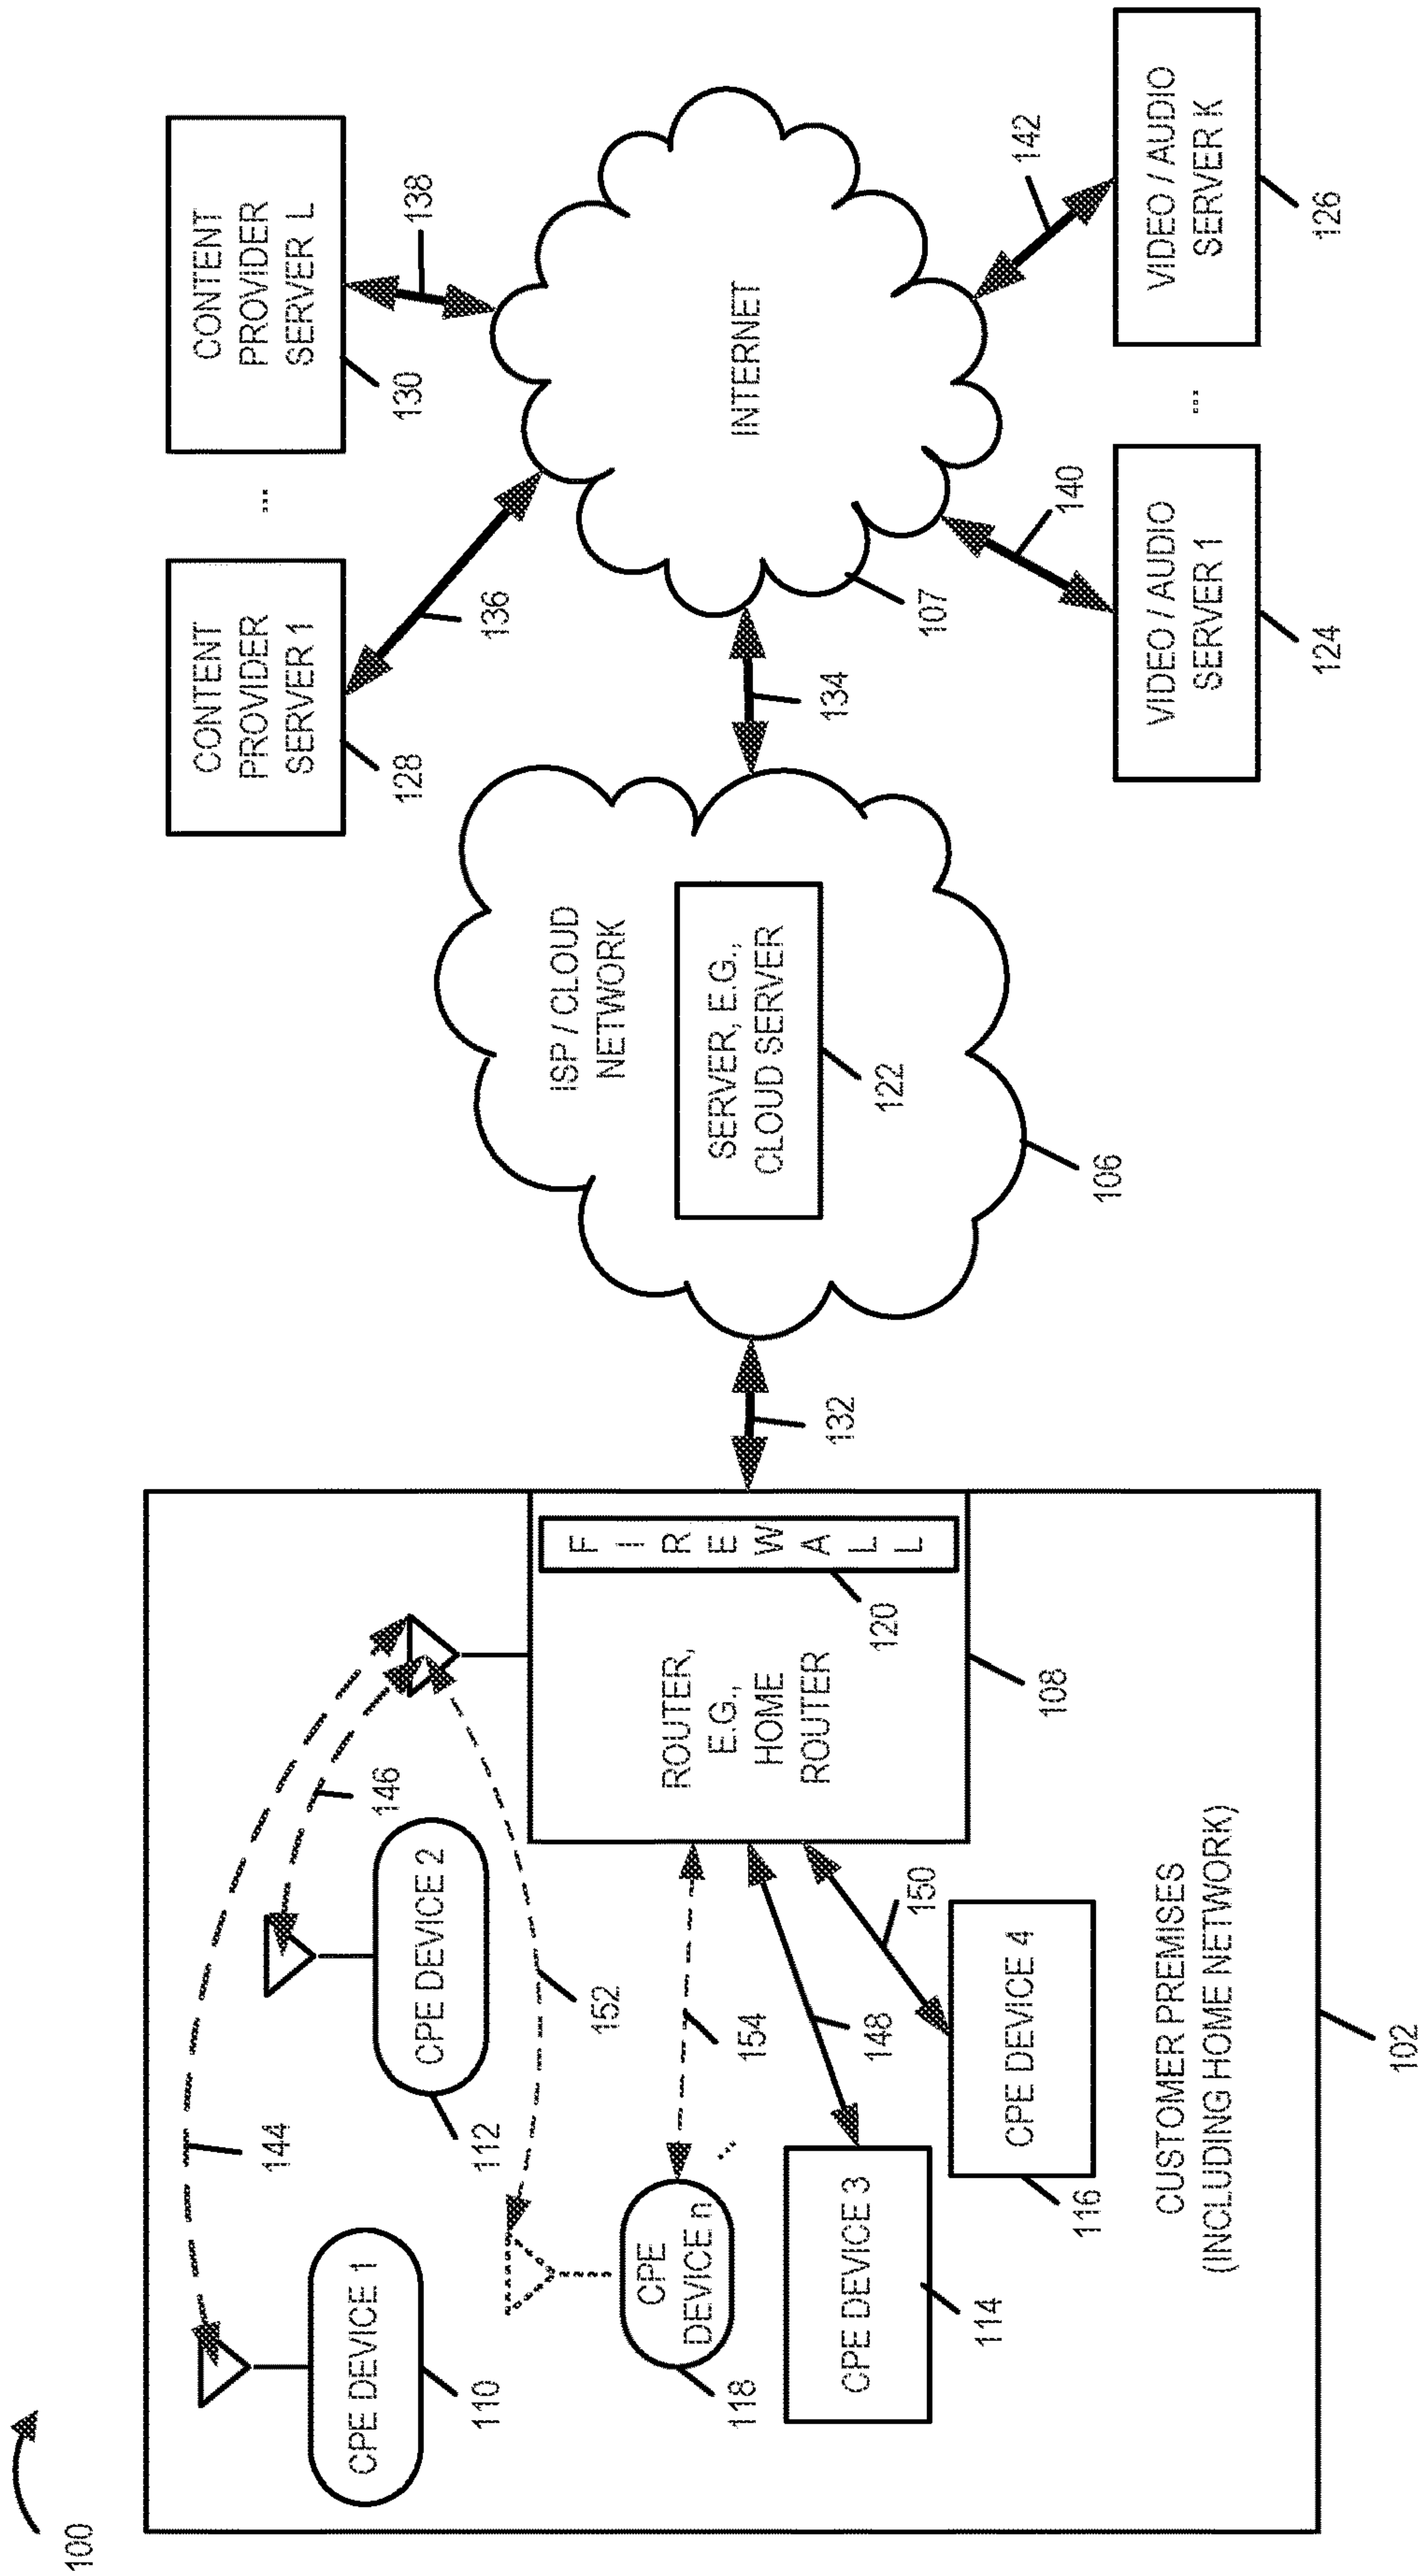 100
CPE DEVICE 1
110
144
CPE DEVICE 2
112
146
152
CPE
DEVICE n
118
...
154
CPE DEVICE 3
114
148
CPE DEVICE 4
116
150
ROUTER,
E.G.,
HOME
ROUTER
108
FIREWALL
120
CUSTOMER PREMISES
(INCLUDING HOME NETWORK)
102
132
ISP / CLOUD
NETWORK
SERVER, E.G.,
CLOUD SERVER
122
106
134
INTERNET
107
CONTENT
PROVIDER
SERVER 1
128
136
...
CONTENT
PROVIDER
SERVER L
130
138
VIDEO / AUDIO
SERVER 1
124
140
...
VIDEO / AUDIO
SERVER K
126
142